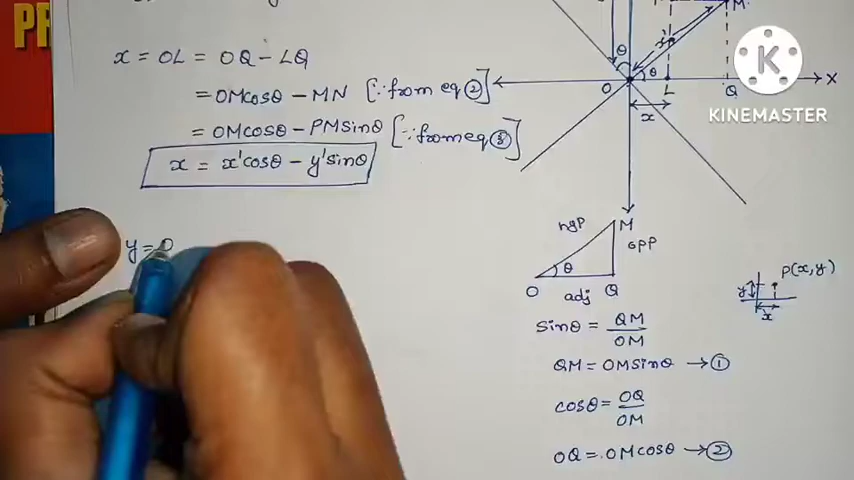 x = OL = OQ - LQ
= OMcosθ - MN [∵ from eq ②]
= OMcosθ - PMsinθ [∵ from eq ③]
x = x'cosθ - y'sinθ
y = O
θ
θ
O
L
Q
X
M
x'
x
K
KINEMASTER
hyp
M
opp
θ
O
adj
Q
P(x,y)
y
x
sinθ = QM
OM
QM = OMsinθ → ①
cosθ = OQ
OM
OQ = OMcosθ → ②